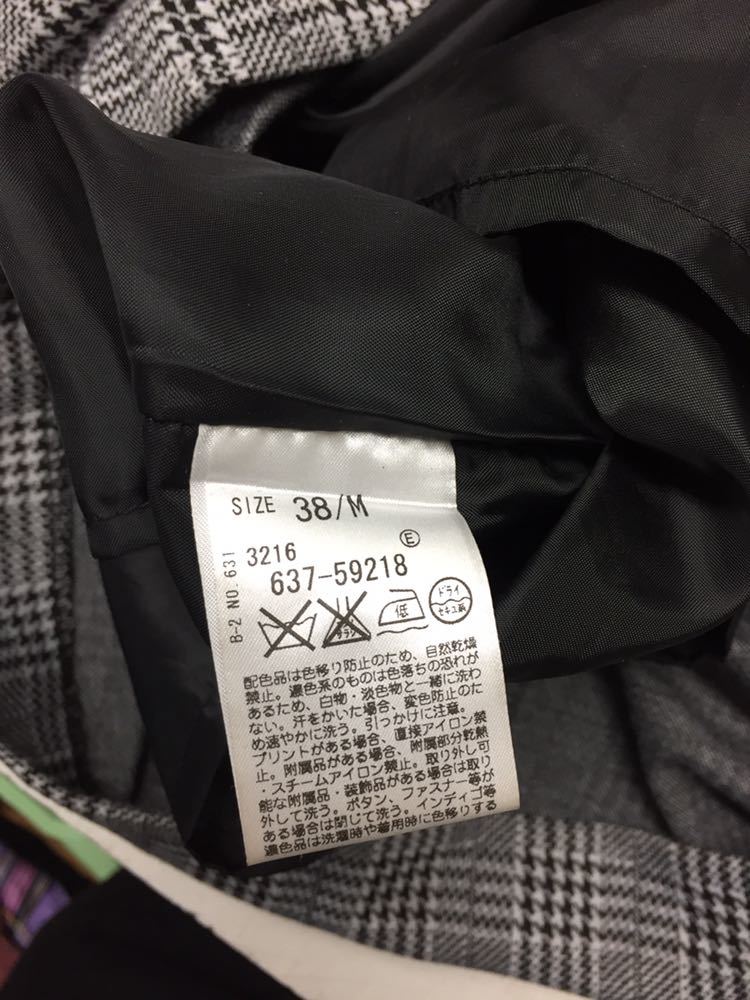 SIZE 38/M
Ⓔ
3216
637-59218
B-2 NO.631
低
ドライ
セキユ系
配色品は色移り防止のため、自然乾燥
禁止。濃色系のものは色落ちの恐れが
あるため、白物・淡色物と一緒に洗わ
ない。汗をかいた場合、変色防止のた
め速やかに洗う。引っかけに注意。
プリントがある場合、直接アイロン禁
止。附属品がある場合、附属部分乾熱
・スチームアイロン禁止。取り外し可
能な附属品・装飾品がある場合は取り
外して洗う。ボタン、ファスナー等が
ある場合は閉じて洗う。インディゴ等
濃色品は洗濯時や着用時に色移りする